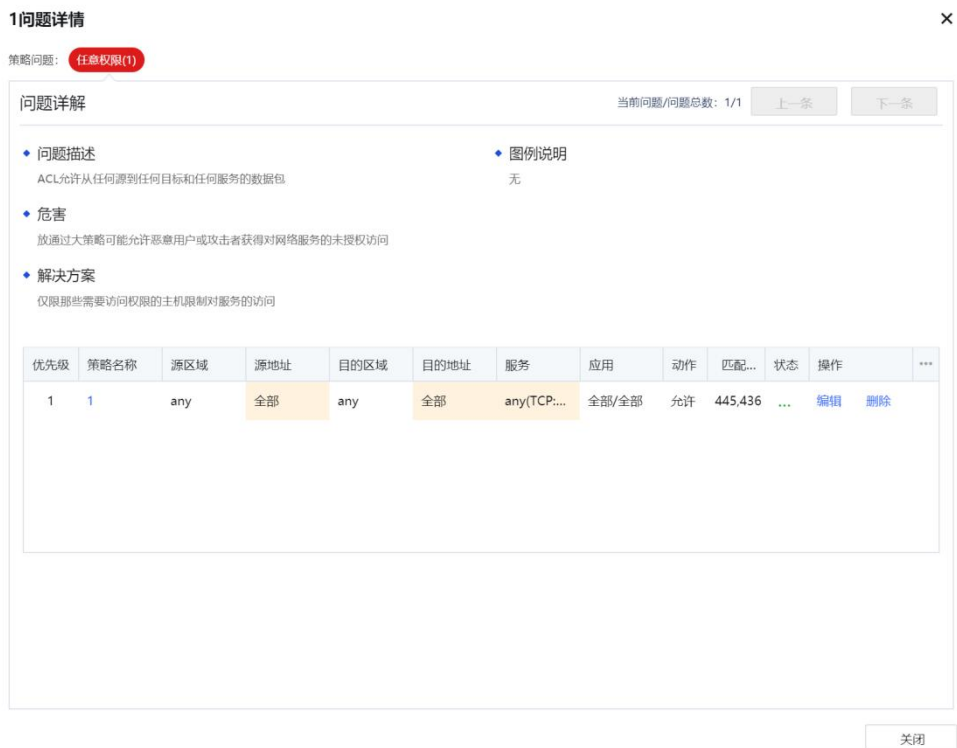 1问题详情
策略问题： 任意权限(1)
问题详解 当前问题/问题总数：1/1 上一条 下一条
问题描述 图例说明
ACL允许从任何源到任何目标和任何服务的数据包 无
危害
放通过大策略可能允许恶意用户或攻击者获得对网络服务的未授权访问
解决方案
仅限那些需要访问权限的主机限制对服务的访问
优先级 策略名称 源区域 源地址 目的区域 目的地址 服务 应用 动作 匹配... 状态 操作
1 1 any 全部 any 全部 any(TCP:... 全部/全部 允许 445,436 ... 编辑 删除
关闭